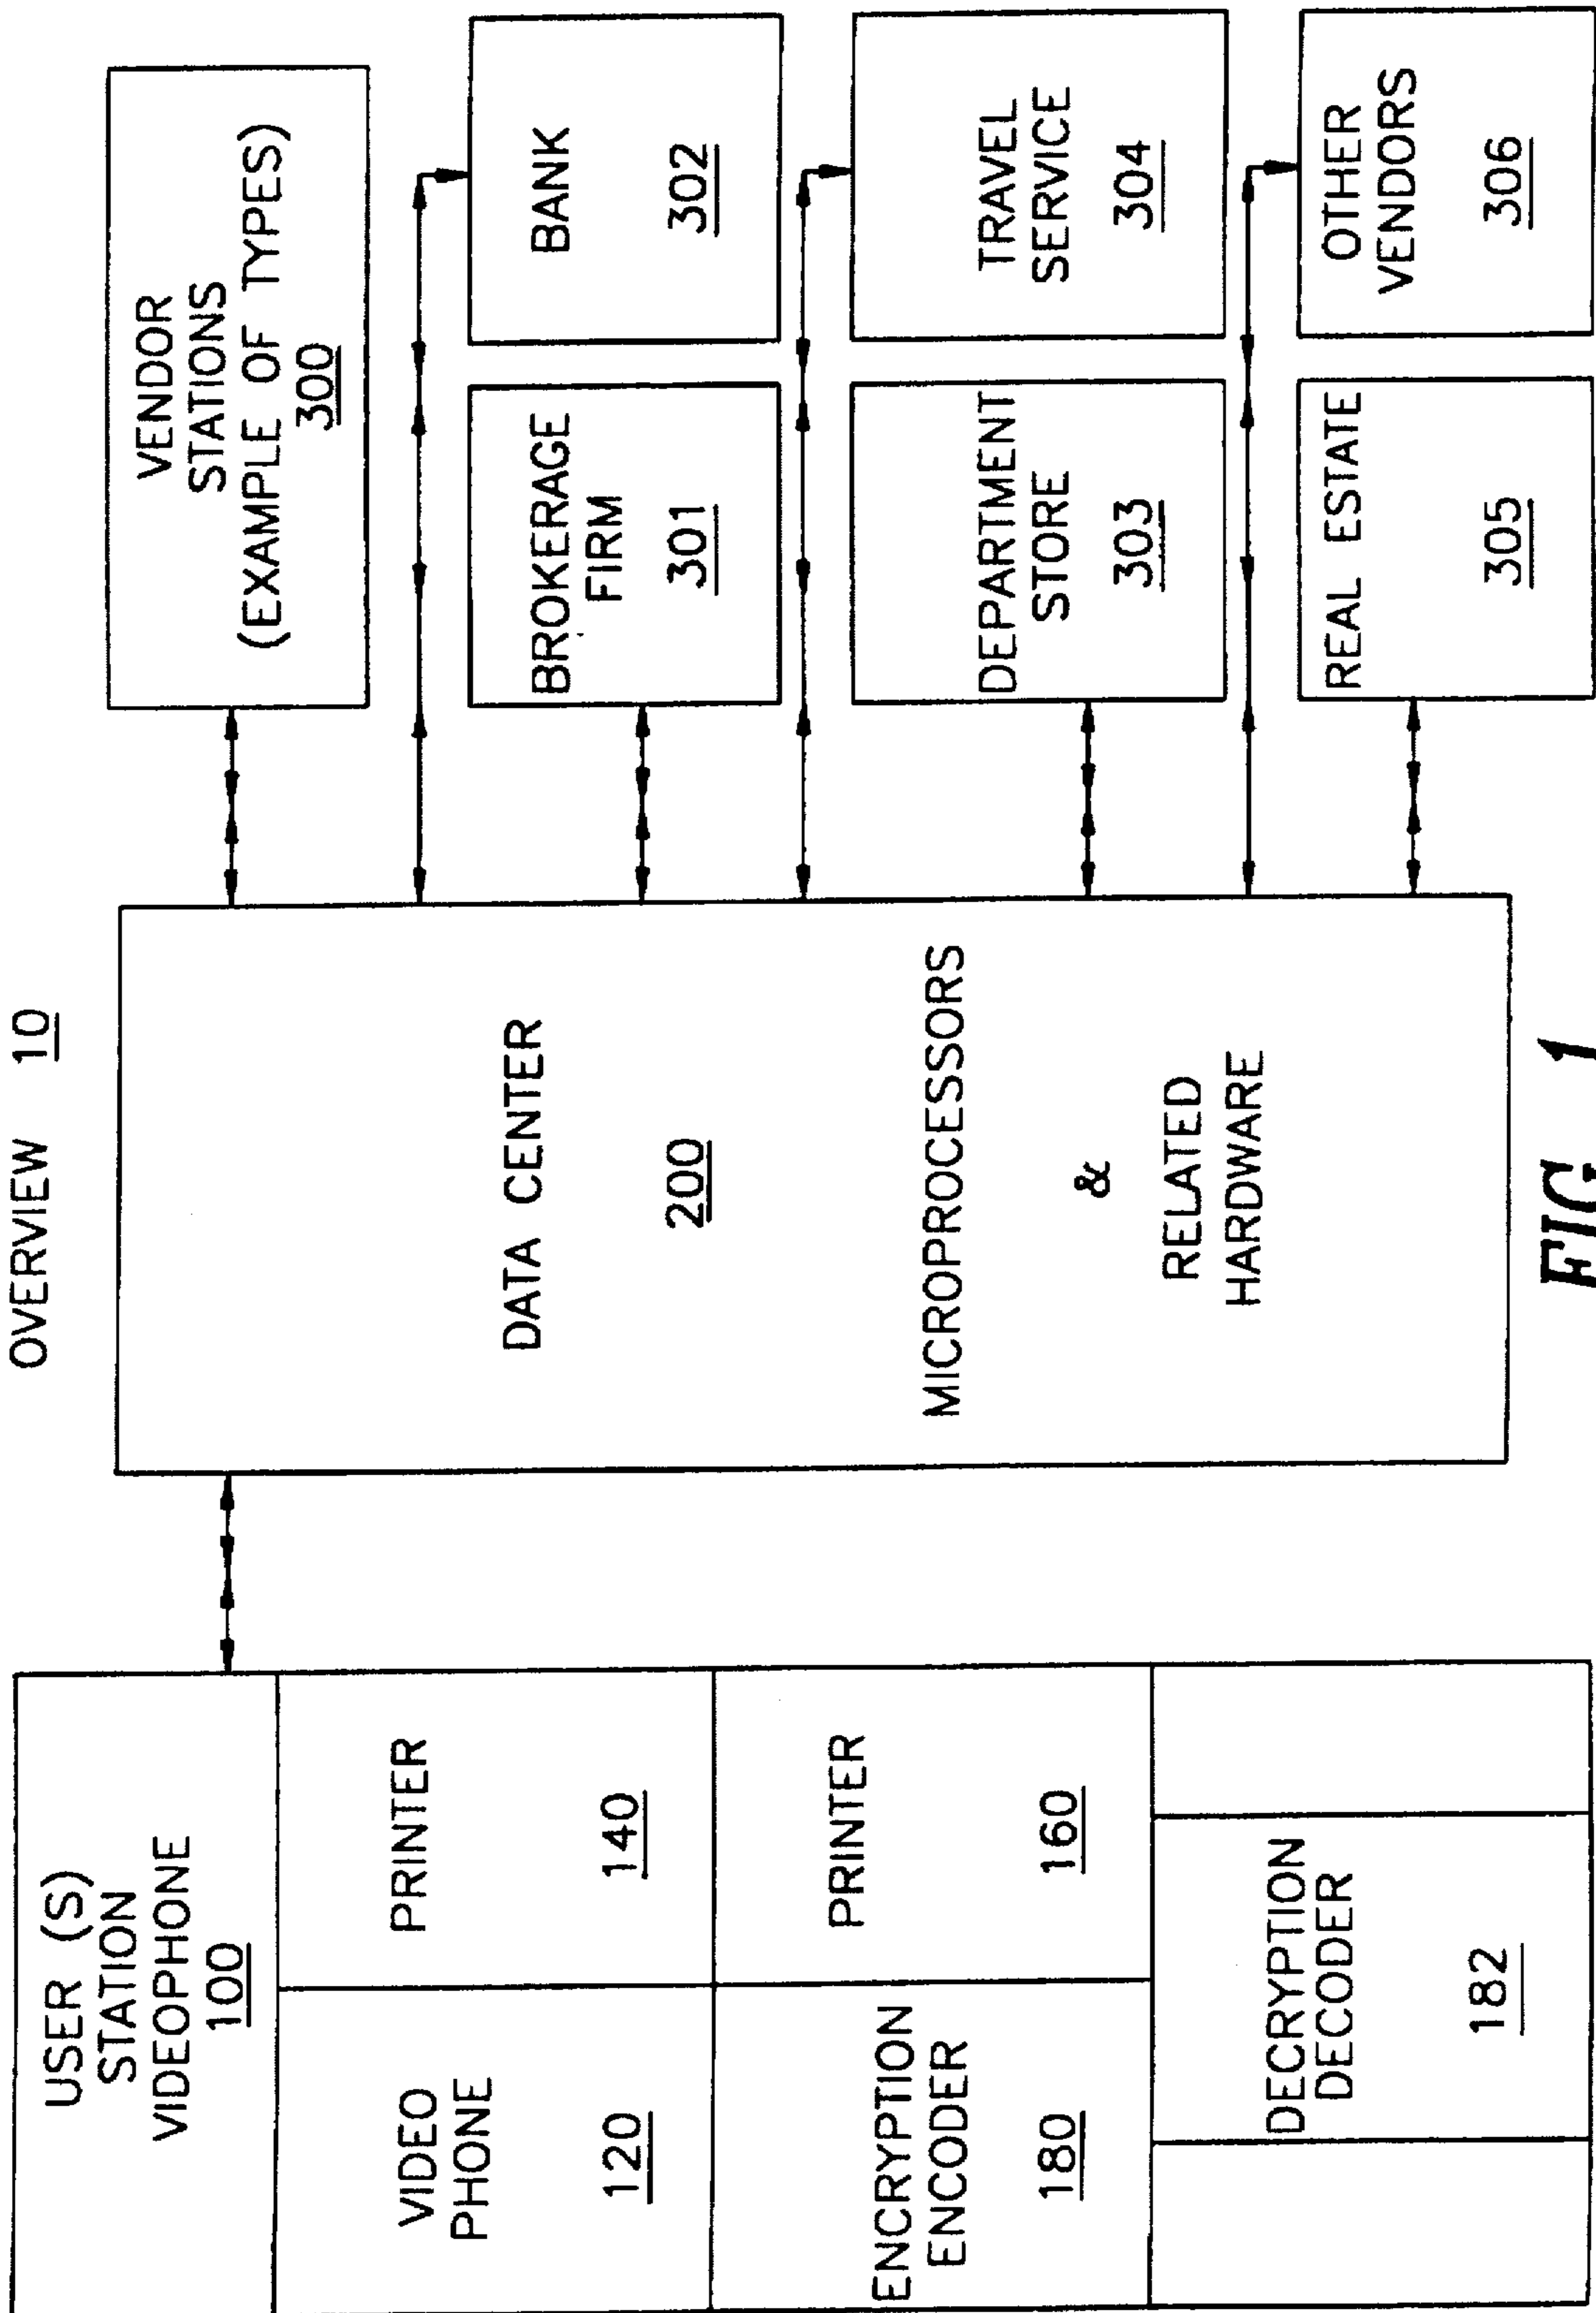 OVERVIEW 10
USER (S)
STATION
VIDEOPHONE
100
VIDEO
PHONE
120
PRINTER
140
ENCRYPTION
ENCODER
180
PRINTER
160
DECRYPTION
DECODER
182
DATA CENTER
200
MICROPROCESSORS
&
RELATED
HARDWARE
VENDOR
STATIONS
(EXAMPLE OF TYPES)
300
BROKERAGE
FIRM
301
BANK
302
DEPARTMENT
STORE
303
TRAVEL
SERVICE
304
REAL ESTATE
305
OTHER
VENDORS
306
FIG 1